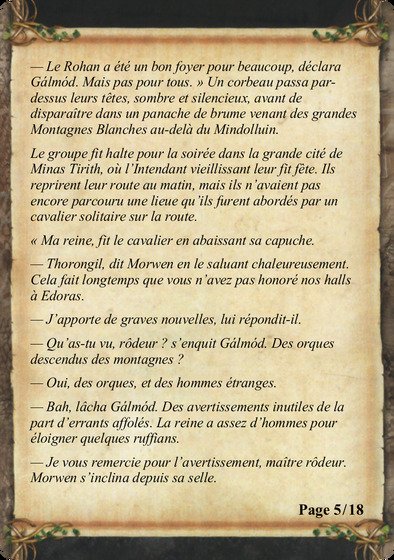 — Le Rohan a été un bon foyer pour beaucoup, déclara
Gálmód. Mais pas pour tous. » Un corbeau passa par-
dessus leurs têtes, sombre et silencieux, avant de
disparaître dans un panache de brume venant des grandes
Montagnes Blanches au-delà du Mindolluin.
Le groupe fit halte pour la soirée dans la grande cité de
Minas Tirith, où l'Intendant vieillissant leur fit fête. Ils
reprirent leur route au matin, mais ils n'avaient pas
encore parcouru une lieue qu'ils furent abordés par un
cavalier solitaire sur la route.
« Ma reine, fit le cavalier en abaissant sa capuche.
— Thorongil, dit Morwen en le saluant chaleureusement.
Cela fait longtemps que vous n'avez pas honoré nos halls
à Edoras.
— J'apporte de graves nouvelles, lui répondit-il.
— Qu'as-tu vu, rôdeur ? s'enquit Gálmód. Des orques
descendus des montagnes ?
— Oui, des orques, et des hommes étranges.
— Bah, lâcha Gálmód. Des avertissements inutiles de la
part d'errants affolés. La reine a assez d'hommes pour
éloigner quelques ruffians.
— Je vous remercie pour l'avertissement, maître rôdeur.
Morwen s'inclina depuis sa selle.
Page 5/18